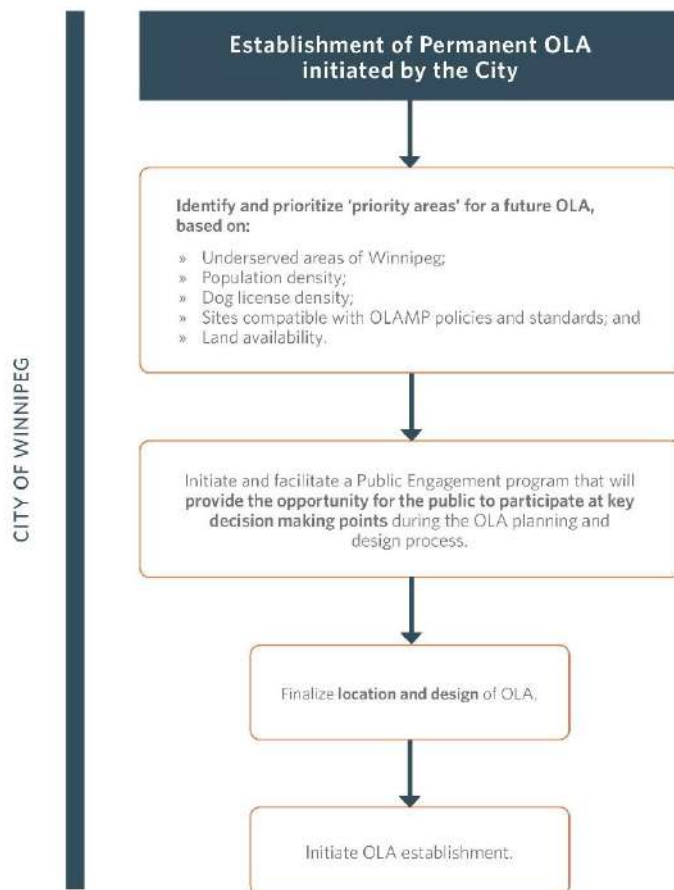 Establishment of Permanent OLA
initiated by the City
CITY OF WINNIPEG
Identify and prioritize ‘priority areas’ for a future OLA,
based on:
» Underserved areas of Winnipeg;
» Population density;
» Dog license density;
» Sites compatible with OLAMP policies and standards; and
» Land availability.
Initiate and facilitate a Public Engagement program that will
provide the opportunity for the public to participate at key
decision making points during the OLA planning and
design process.
Finalize location and design of OLA.
Initiate OLA establishment.